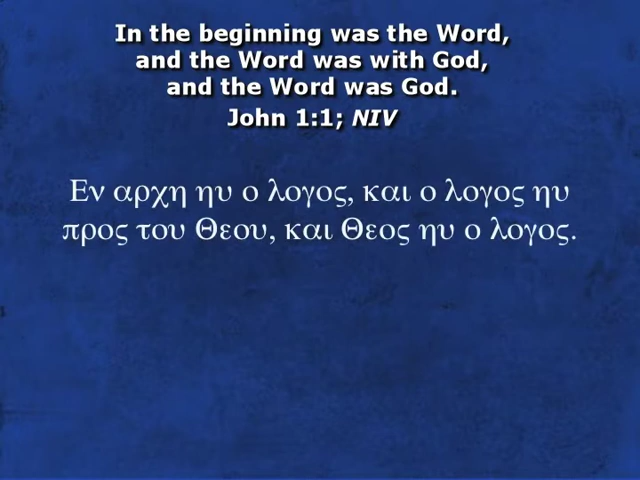 In the beginning was the Word,
and the Word was with God,
and the Word was God.
John 1:1; NIV
Εν αρχη ηυ ο λογος, και ο λογος ηυ
προς του Θεου, και Θεος ηυ ο λογος.